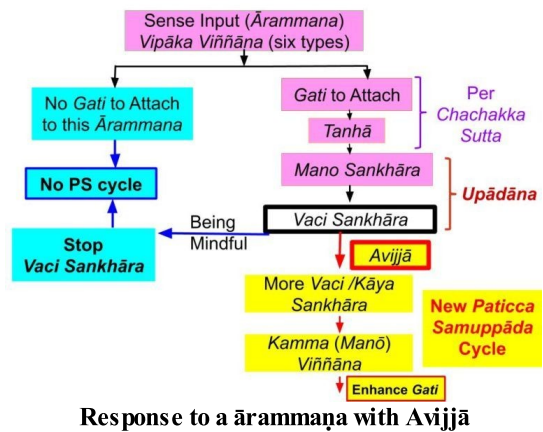 Sense Input (Ārammana)
Vipāka Viññāna (six types)
No Gati to Attach
to this Ārammana
Gati to Attach
Per
Chachakka
Sutta
Tanhā
No PS cycle
Mano Sankhāra
Upādāna
Being
Mindful
Vaci Sankhāra
Stop
Vaci Sankhāra
Avijjā
More Vaci /Kāya
Sankhāra
New Paticca
Samuppāda
Cycle
Kamma (Manō)
Viññāna
Enhance Gati
Response to a ārammaṇa with Avijjā